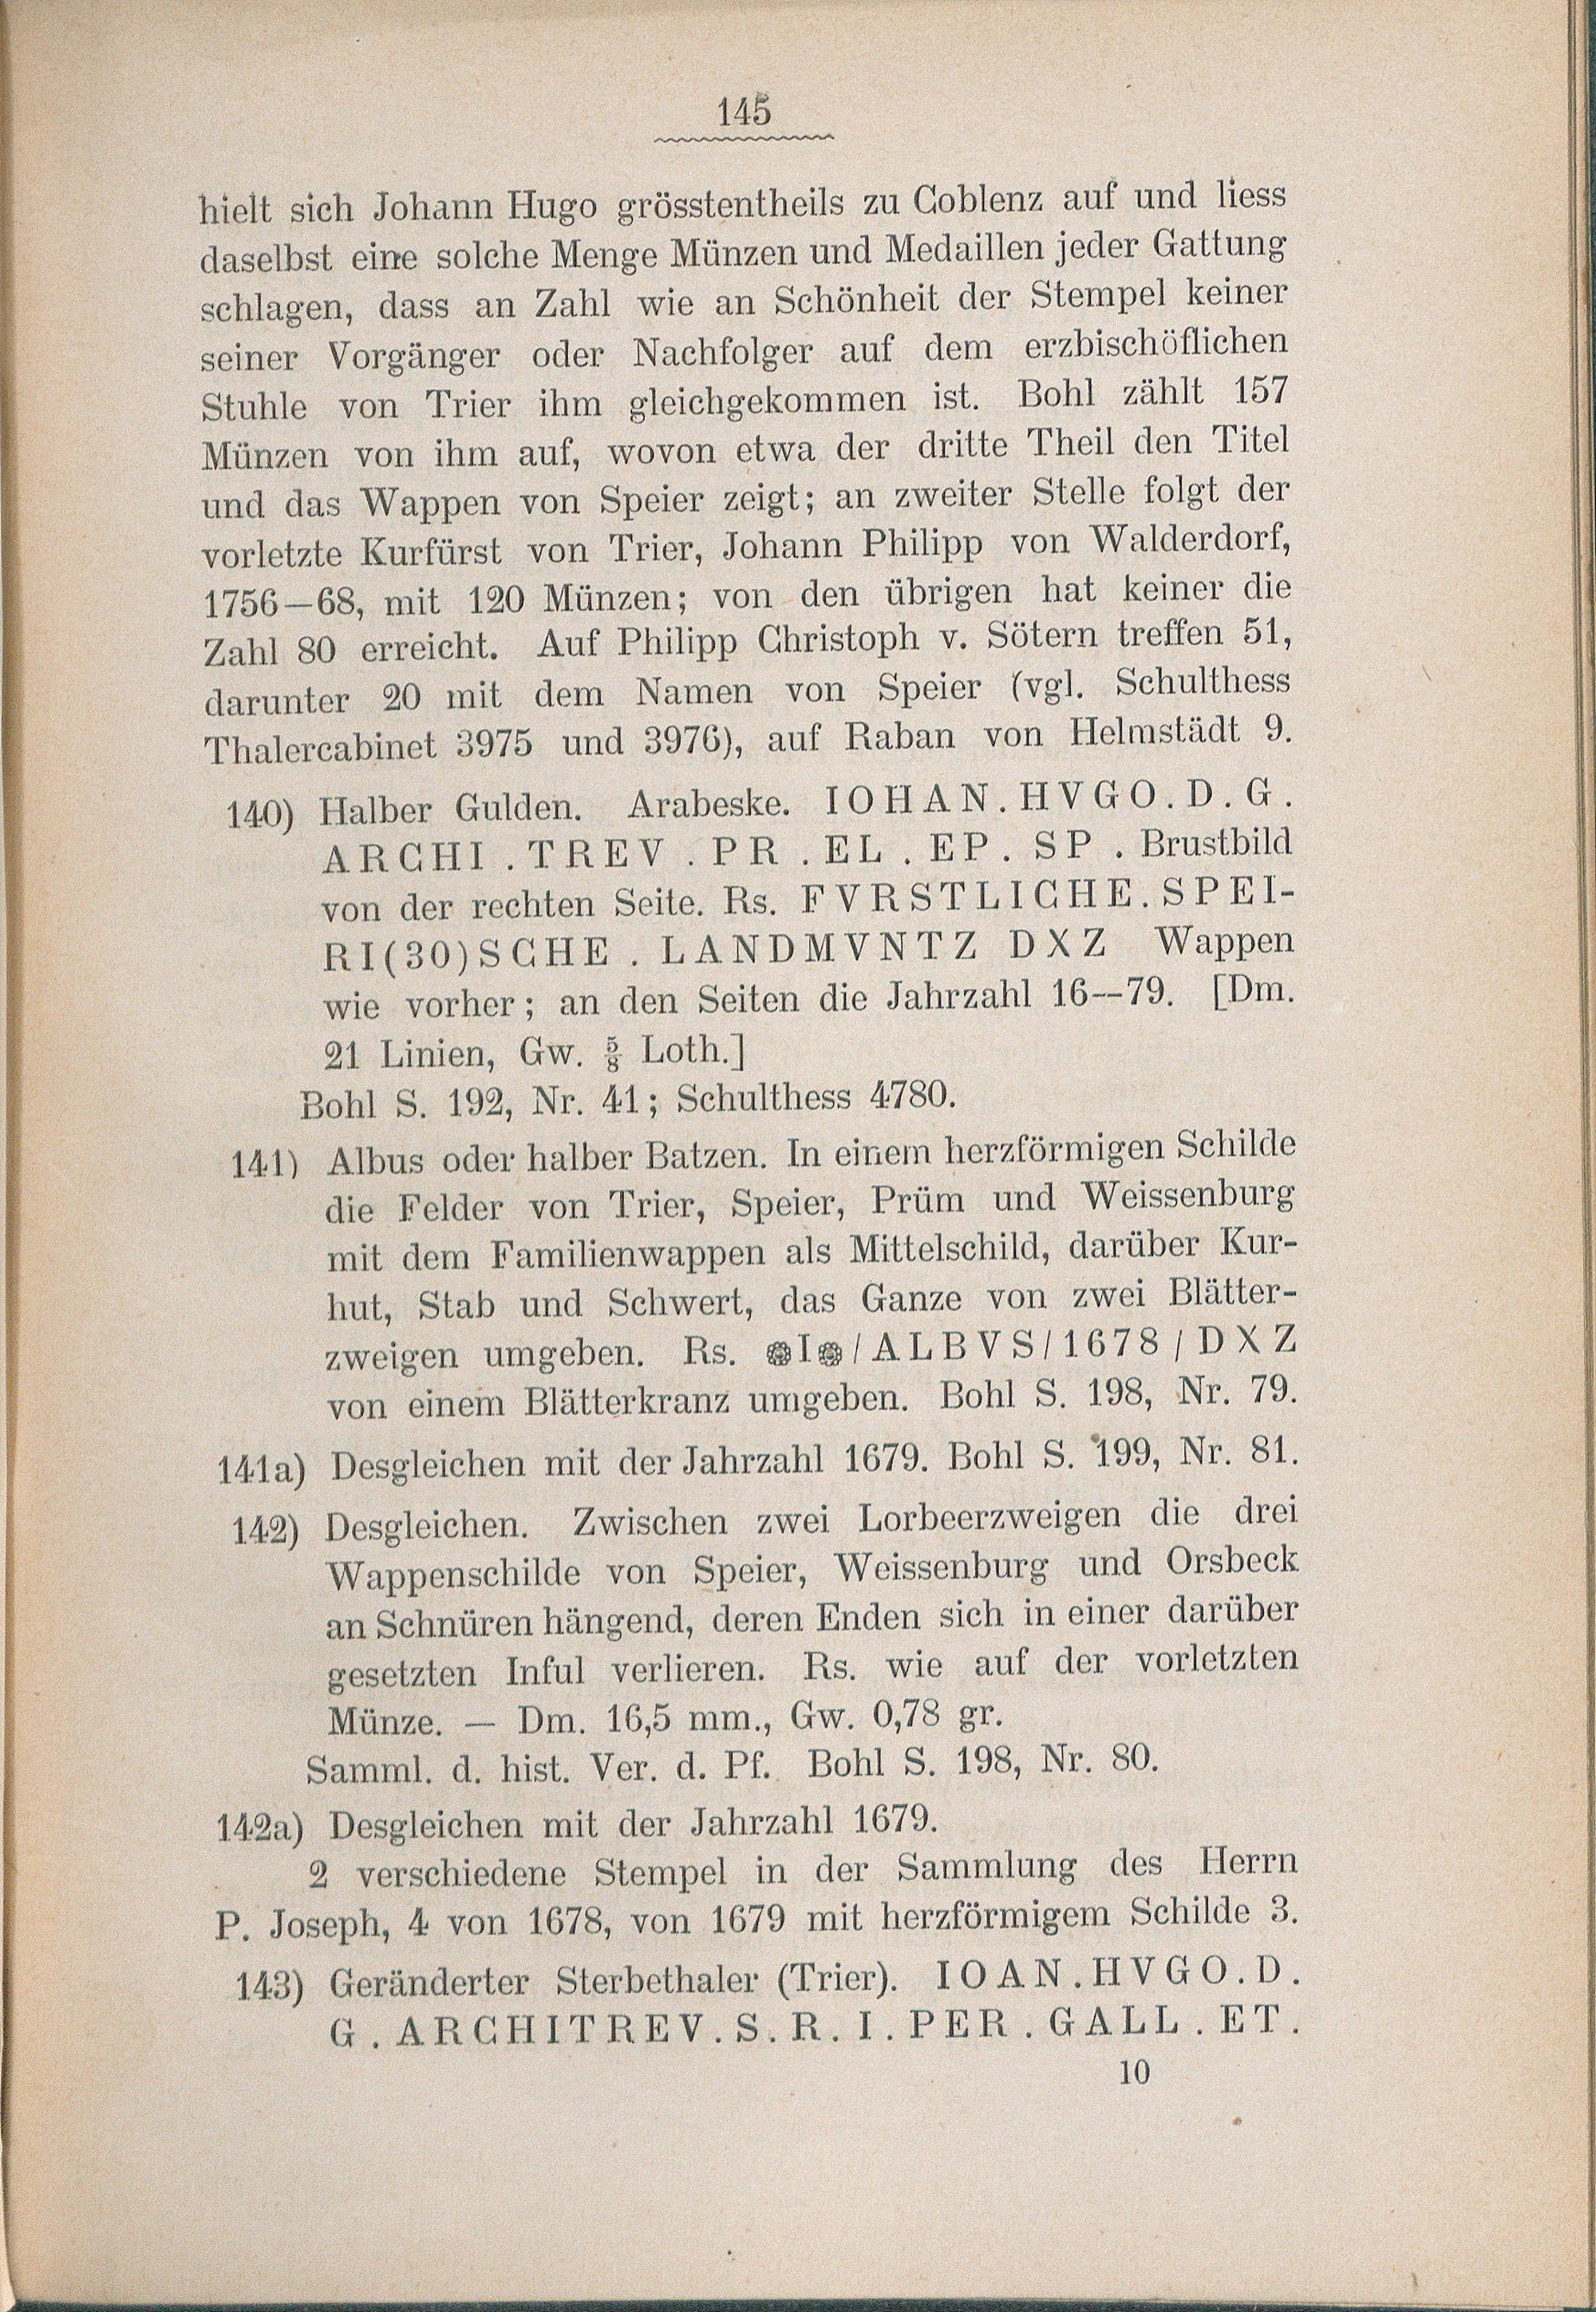 145
hielt sich Johann Hugo grösstentheils zu Coblenz auf und liess
daselbst eine solche Menge Münzen und Medaillen jeder Gattung
schlagen, dass an Zahl wie an Schönheit der Stempel keiner
seiner Vorgänger oder Nachfolger auf dem erzbischöflichen
Stuhle von Trier ihm gleichgekommen ist. Bohl zählt 157
Münzen von ihm auf, wovon etwa der dritte Theil den Titel
und das Wappen von Speier zeigt; an zweiter Stelle folgt der
vorletzte Kurfürst von Trier, Johann Philipp von Walderdorf,
1756—68, mit 120 Münzen; von den übrigen hat keiner die
Zahl 80 erreicht. Auf Philipp Christoph v. Sötern treffen 51,
darunter 20 mit dem Namen von Speier (vgl. Schulthess
Thalercabinet 3975 und 3976), auf Raban von Helmstädt 9.
140) Halber Gulden. Arabeske. IOHAN.HVGO.D.G.
ARCHI.TREV.PR.EL.EP.SP. Brustbild
von der rechten Seite. Rs. FVRSTLICHE.SPEI-
RI(30)SCHE.LANDMVNTZ DXZ Wappen
wie vorher; an den Seiten die Jahrzahl 16—79. [Dm.
21 Linien, Gw. 5/8 Loth.]
Bohl S. 192, Nr. 41; Schulthess 4780.
141) Albus oder halber Batzen. In einem herzförmigen Schilde
die Felder von Trier, Speier, Prüm und Weissenburg
mit dem Familienwappen als Mittelschild, darüber Kur-
hut, Stab und Schwert, das Ganze von zwei Blätter-
zweigen umgeben. Rs. ❁I❁/ALBVS/1678/DXZ
von einem Blätterkranz umgeben. Bohl S. 198, Nr. 79.
141a) Desgleichen mit der Jahrzahl 1679. Bohl S. 199, Nr. 81.
142) Desgleichen. Zwischen zwei Lorbeerzweigen die drei
Wappenschilde von Speier, Weissenburg und Orsbeck
an Schnüren hängend, deren Enden sich in einer darüber
gesetzten Inful verlieren. Rs. wie auf der vorletzten
Münze. — Dm. 16,5 mm., Gw. 0,78 gr.
Samml. d. hist. Ver. d. Pf. Bohl S. 198, Nr. 80.
142a) Desgleichen mit der Jahrzahl 1679.
2 verschiedene Stempel in der Sammlung des Herrn
P. Joseph, 4 von 1678, von 1679 mit herzförmigem Schilde 3.
143) Geränderter Sterbethaler (Trier). IOAN.HVGO.D.
G.ARCHITREV.S.R.I.PER.GALL.ET.
10